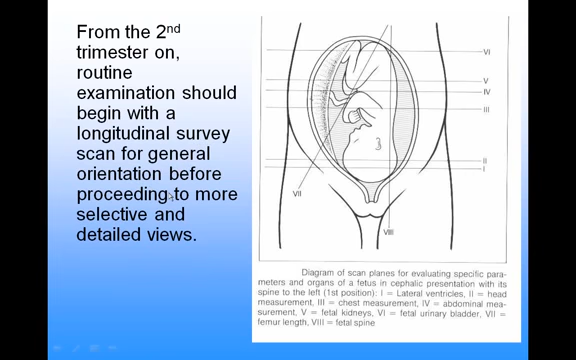 From the 2nd
trimester on,
routine
examination should
begin with a
longitudinal survey
scan for general
orientation before
proceeding to more
selective and
detailed views.
VI
V
IV
III
II
I
VII
VIII
Diagram of scan planes for evaluating specific para-
meters and organs of a fetus in cephalic presentation with its
spine to the left (1st position): I = Lateral ventricles, II = head
measurement, III = chest measurement, IV = abdominal mea-
surement, V = fetal kidneys, VI = fetal urinary bladder, VII =
femur length, VIII = fetal spine